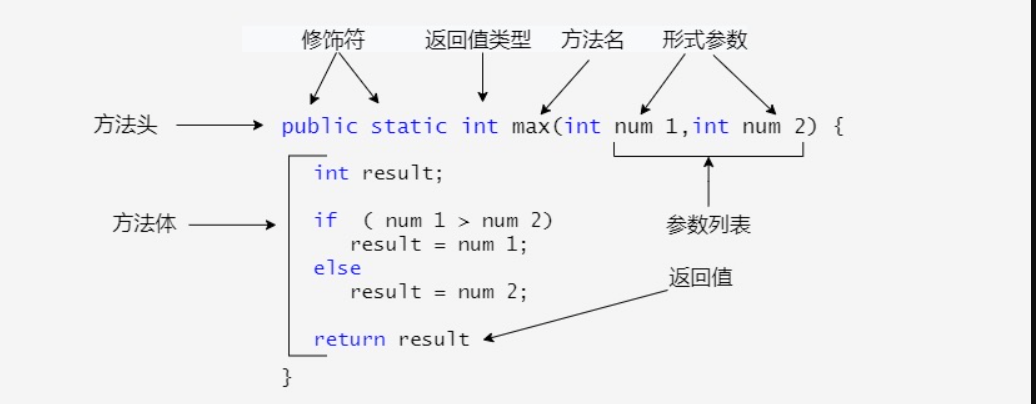 修饰符 返回值类型 方法名 形式参数
方法头 public static int max(int num 1,int num 2) {
int result;
方法体 if ( num 1 > num 2) 参数列表
result = num 1;
else 返回值
result = num 2;
return result
}